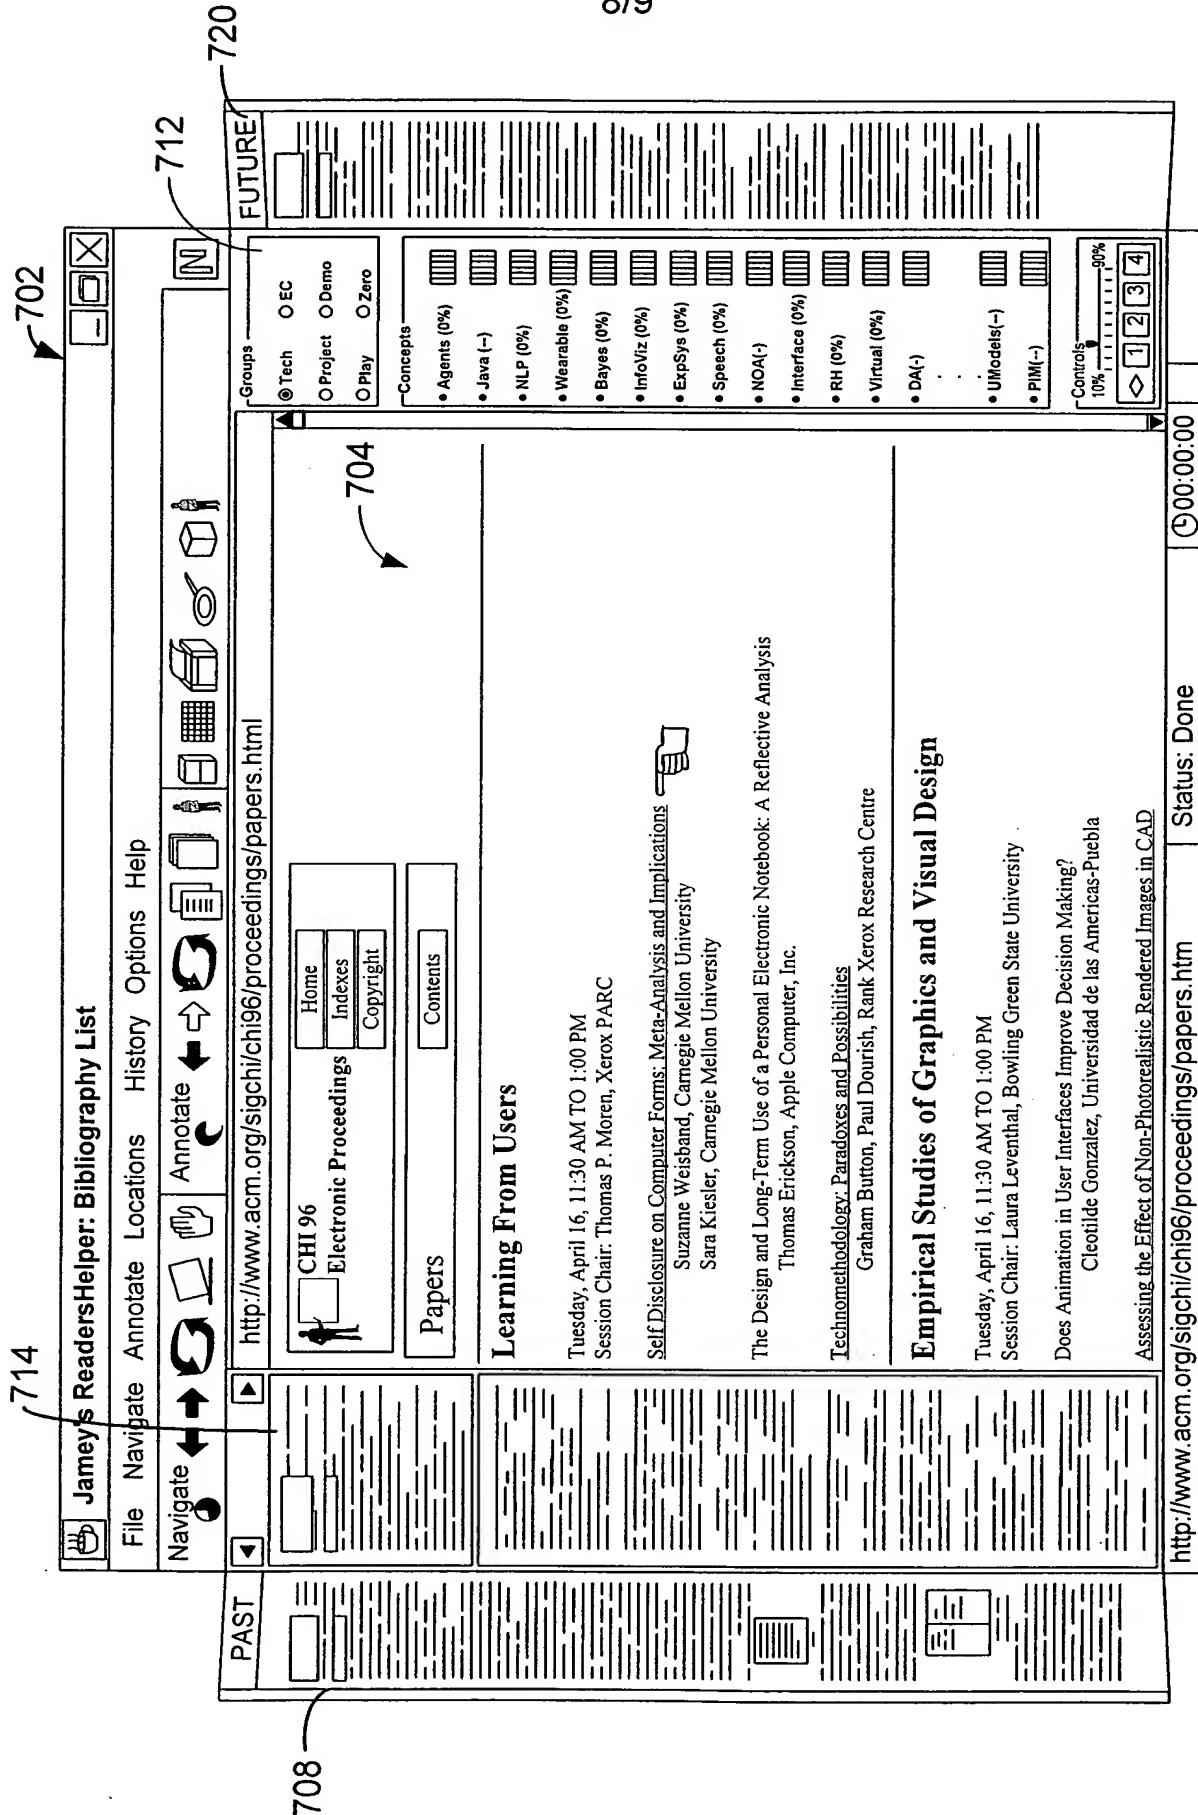 8/9
702
Jamey's ReadersHelper: Bibliography List
File Navigate Annotate Locations History Options Help
Navigate
Annotate
N
714
712
720
PAST
FUTURE
708
http://www.acm.org/sigchi/chi96/proceedings/papers.html
704
CHI 96
Electronic Proceedings
Home
Indexes
Copyright
Papers
Contents
Learning From Users
Tuesday, April 16, 11:30 AM TO 1:00 PM
Session Chair: Thomas P. Moren, Xerox PARC
Self Disclosure on Computer Forms: Meta-Analysis and Implications
Suzanne Weisband, Carnegie Mellon University
Sara Kiesler, Carnegie Mellon University
The Design and Long-Term Use of a Personal Electronic Notebook: A Reflective Analysis
Thomas Erickson, Apple Computer, Inc.
Technomethodology: Paradoxes and Possibilities
Graham Button, Paul Dourish, Rank Xerox Research Centre
Empirical Studies of Graphics and Visual Design
Tuesday, April 16, 11:30 AM TO 1:00 PM
Session Chair: Laura Leventhal, Bowling Green State University
Does Animation in User Interfaces Improve Decision Making?
Cleotilde Gonzalez, Universidad de las Americas-Puebla
Assessing the Effect of Non-Photorealistic Rendered Images in CAD
Groups
Tech EC
Project Demo
Play Zero
Concepts
• Agents (0%)
• Java (--)
• NLP (0%)
• Wearable (0%)
• Bayes (0%)
• InfoViz (0%)
• ExpSys (0%)
• Speech (0%)
• NOA(-)
• Interface (0%)
• RH (0%)
• Virtual (0%)
• DA(-)
• UModels(--)
• PIM(--)
Controls
10% 90%
<> 1 2 3 4
http://www.acm.org/sigchi/chi96/proceedings/papers.htm
Status: Done
00:00:00